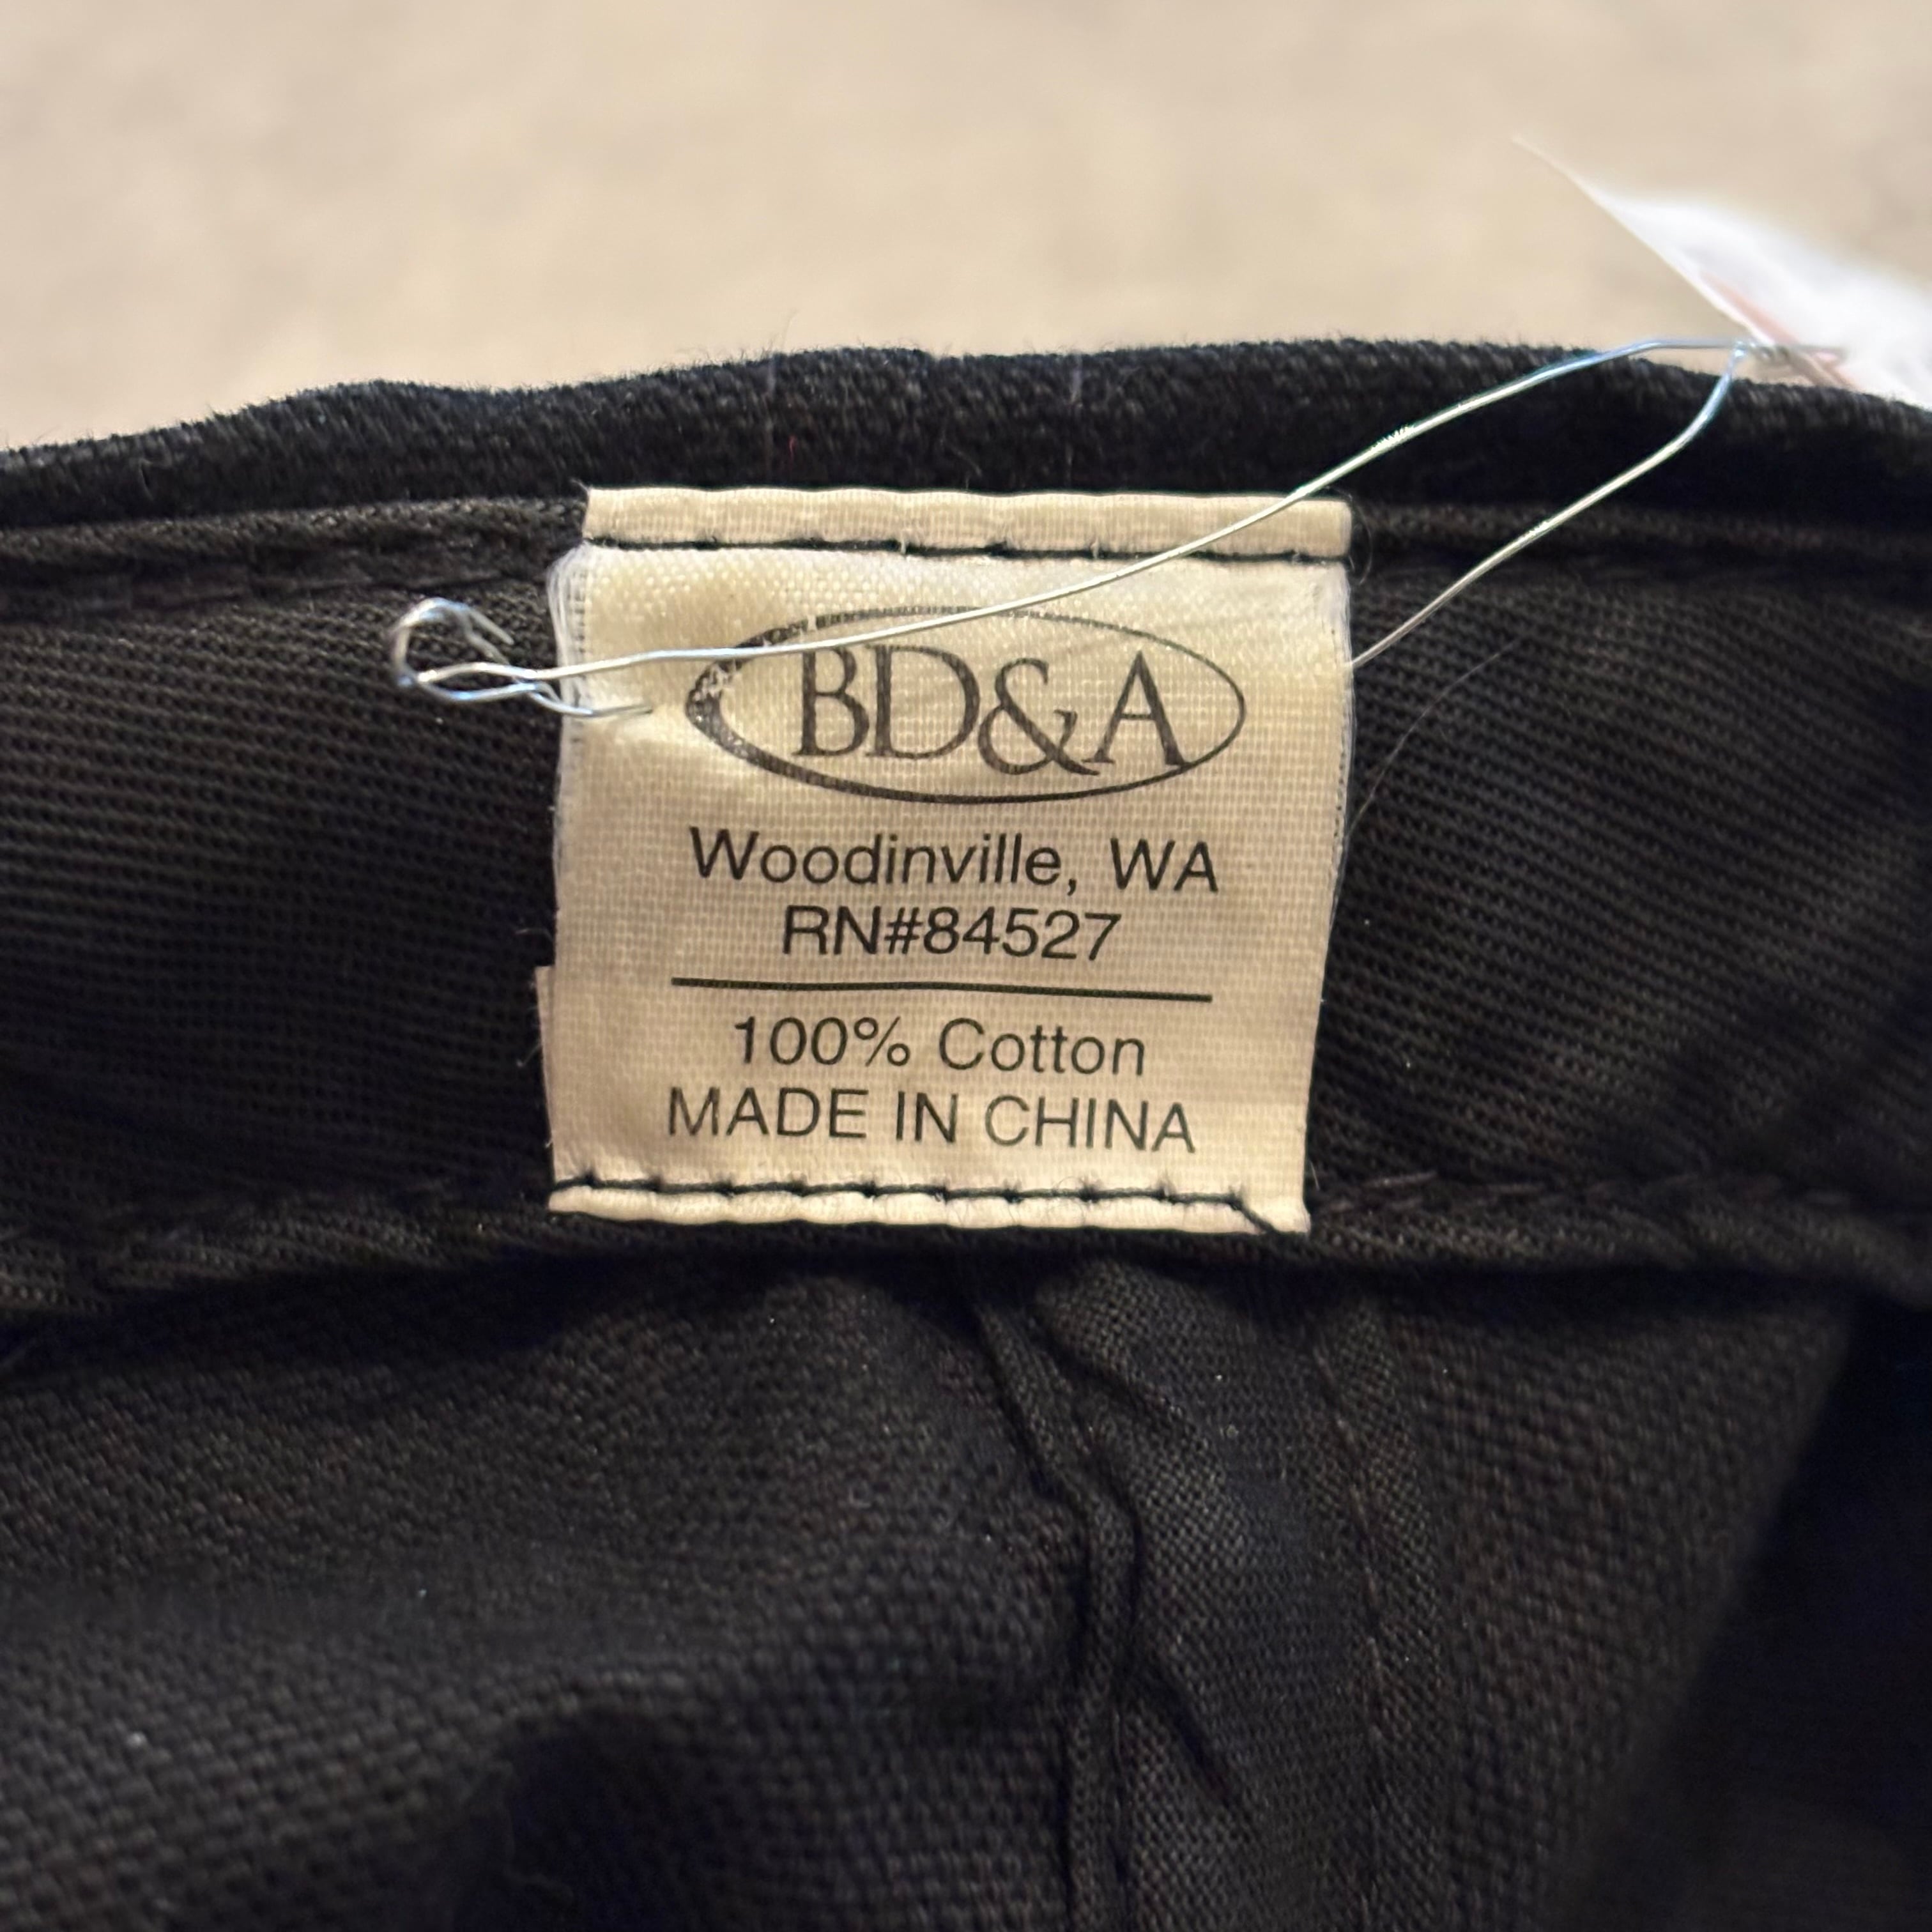 BD&A
Woodinville, WA
RN#84527
100% Cotton
MADE IN CHINA